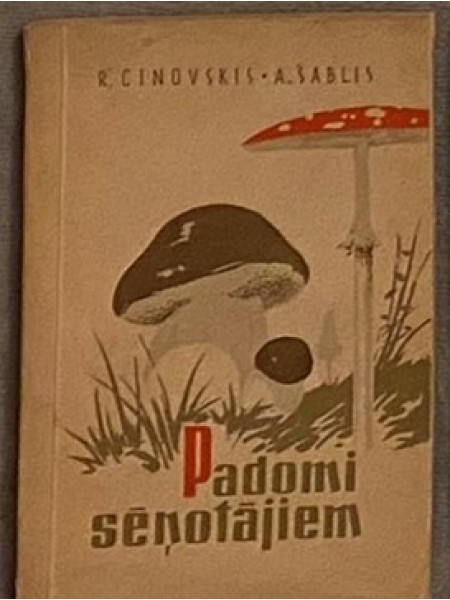 R. CINOVSKIS • A. ŠABLIS
Padomi
sēņotājiem